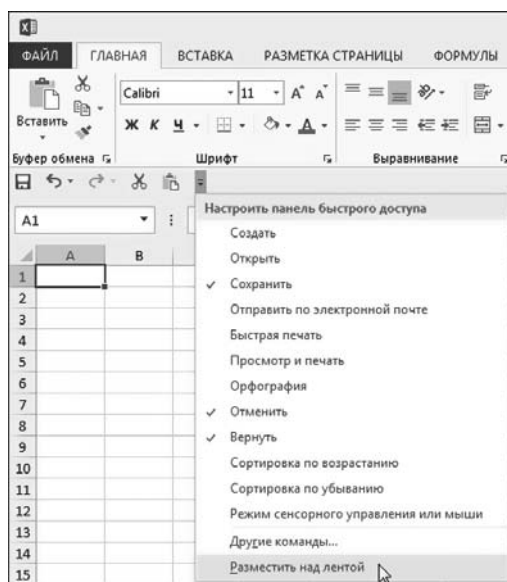 ФАЙЛ ГЛАВНАЯ ВСТАВКА РАЗМЕТКА СТРАНИЦЫ ФОРМУЛЫ
Calibri 11 A A
Вставить
Ж К Ч А
Буфер обмена Шрифт Выравнивание
A1
Настроить панель быстрого доступа
Создать
Открыть
Сохранить
Отправить по электронной почте
Быстрая печать
Просмотр и печать
Орфография
Отменить
Вернуть
Сортировка по возрастанию
Сортировка по убыванию
Режим сенсорного управления или мыши
Другие команды...
Разместить над лентой
A B
1
2
3
4
5
6
7
8
9
10
11
12
13
14
15